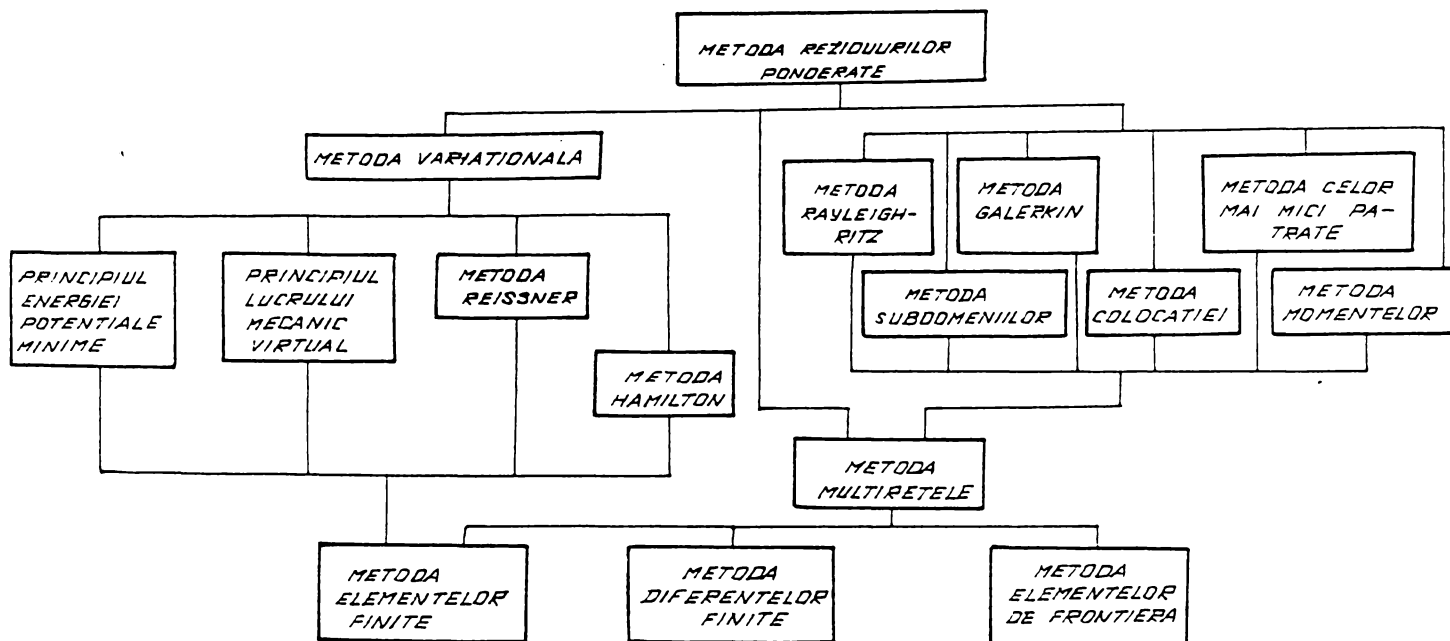 METODA REZIDUURILOR
PONDERATE
METODA VARIATIONALA
METODA
RAYLEIGH-
RITZ
METODA
GALERKIN
METODA CELOR
MAI MICI PA-
TRATE
PRINCIPIUL
ENERGIEI
POTENTIALE
MINIME
PRINCIPIUL
LUCRULUI
MECANIC
VIRTUAL
METODA
REISSNER
METODA
SUBDOMENIILOR
METODA
COLOCATIEI
METODA
MOMENTELOR
METODA
HAMILTON
METODA
MULTIRETELE
METODA
ELEMENTELOR
FINITE
METODA
DIFERENTELOR
FINITE
METODA
ELEMENTELOR
DE FRONTIERA